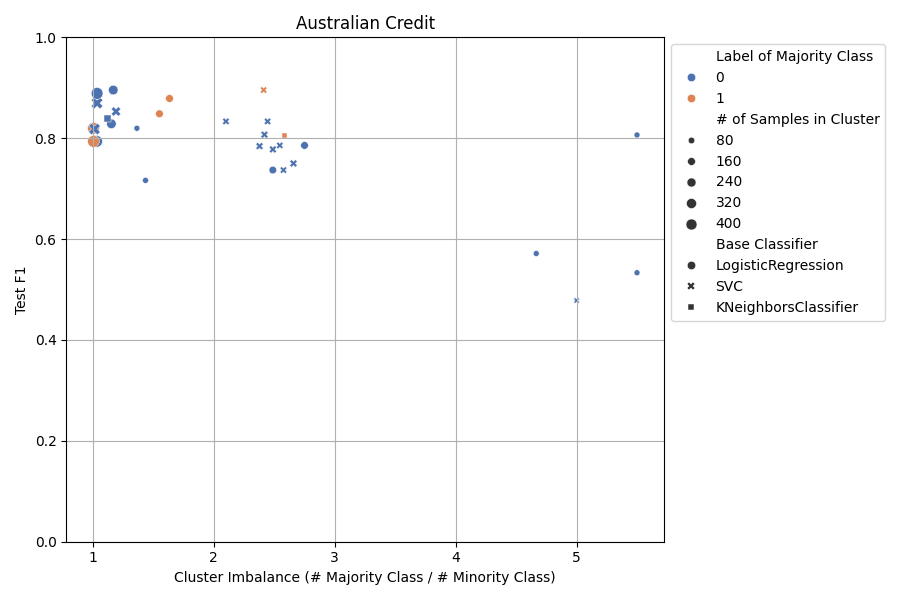 Australian Credit
1.0
0.8
0.6
0.4
0.2
0.0
Test F1
1
2
3
4
5
Cluster Imbalance (# Majority Class / # Minority Class)
Label of Majority Class
0
1
# of Samples in Cluster
80
160
240
320
400
Base Classifier
LogisticRegression
SVC
KNeighborsClassifier